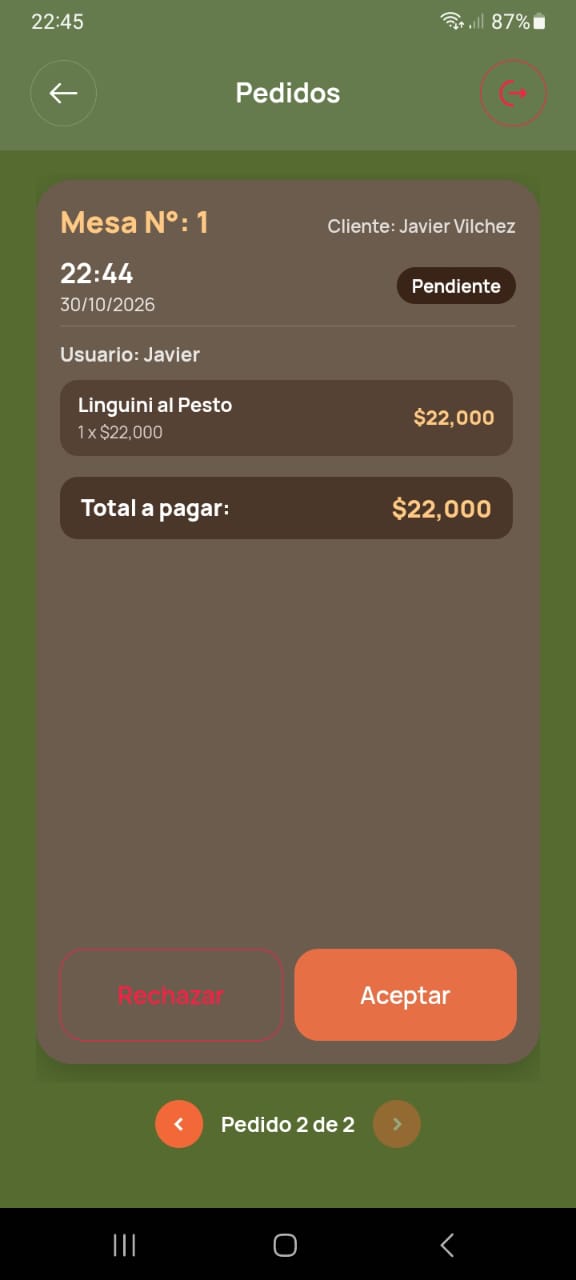 22:45
87%
Pedidos
Mesa N°: 1
Cliente: Javier Vilchez
22:44
Pendiente
30/10/2026
Usuario: Javier
Linguini al Pesto
$22,000
1 x $22,000
Total a pagar:
$22,000
Rechazar
Aceptar
Pedido 2 de 2